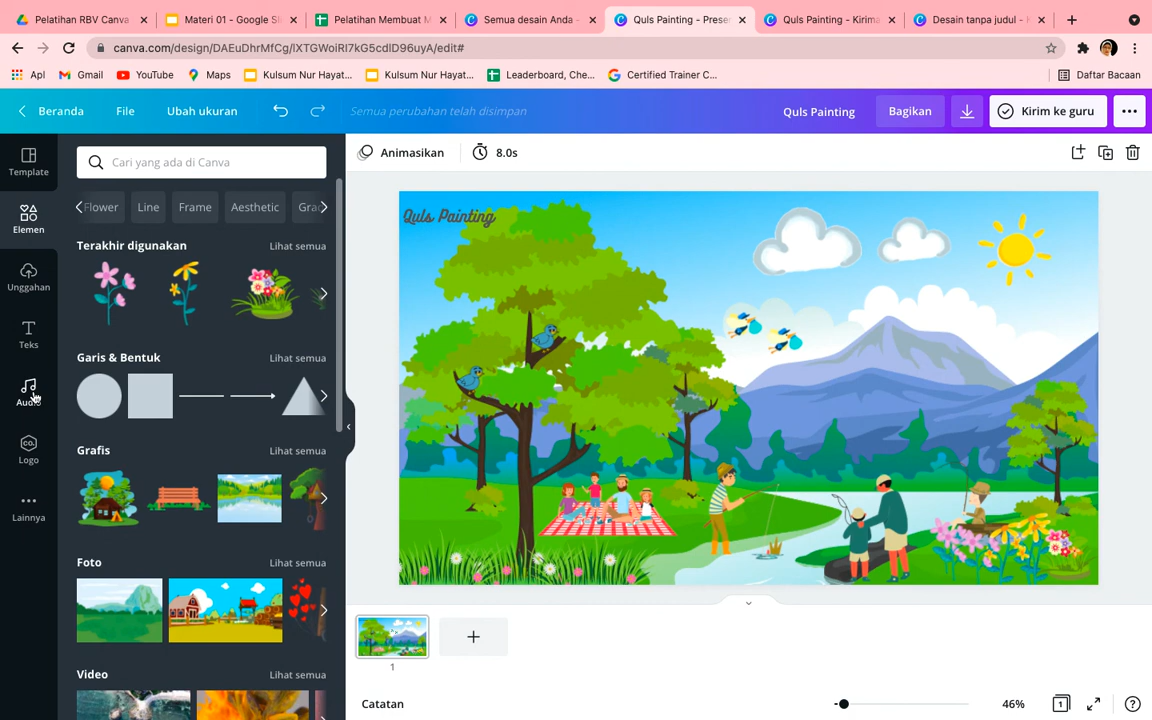 Pelatihan RBV Canva
Materi 01 - Google Sl
Pelatihan Membuat M
Semua desain Anda -
Quls Painting - Prese
Quls Painting - Kirima
Desain tanpa judul -
canva.com/design/DAEuDhrMfCg/lXTGWoiRI7kG5cdlD96uyA/edit#
Apl
Gmail
YouTube
Maps
Kulsum Nur Hayat...
Kulsum Nur Hayat...
Leaderboard, Che...
Certified Trainer C...
Daftar Bacaan
Beranda
File
Ubah ukuran
Semua perubahan telah disimpan
Quls Painting
Bagikan
Kirim ke guru
Template
Elemen
Unggahan
Teks
Audio
Logo
Lainnya
Cari yang ada di Canva
Flower
Line
Frame
Aesthetic
Grad
Terakhir digunakan
Lihat semua
Garis & Bentuk
Lihat semua
Grafis
Lihat semua
Foto
Lihat semua
Video
Lihat semua
Animasikan
8.0s
Quls Painting
1
Catatan
46%
1